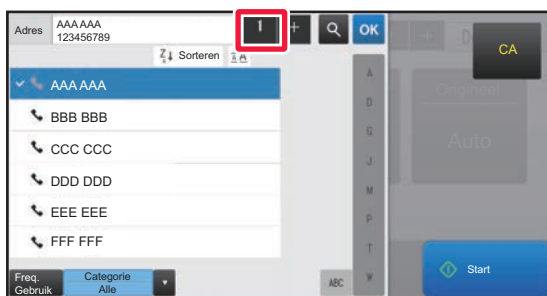 Adres
AAA AAA
123456789
1
+
OK
CA
Z↓ Sorteren
AAA AAA
BBB BBB
CCC CCC
DDD DDD
EEE EEE
FFF FFF
A
D
G
J
M
P
T
W
ABC
Freq.
Gebruik
Categorie
Alle
Origineel
Auto
Start